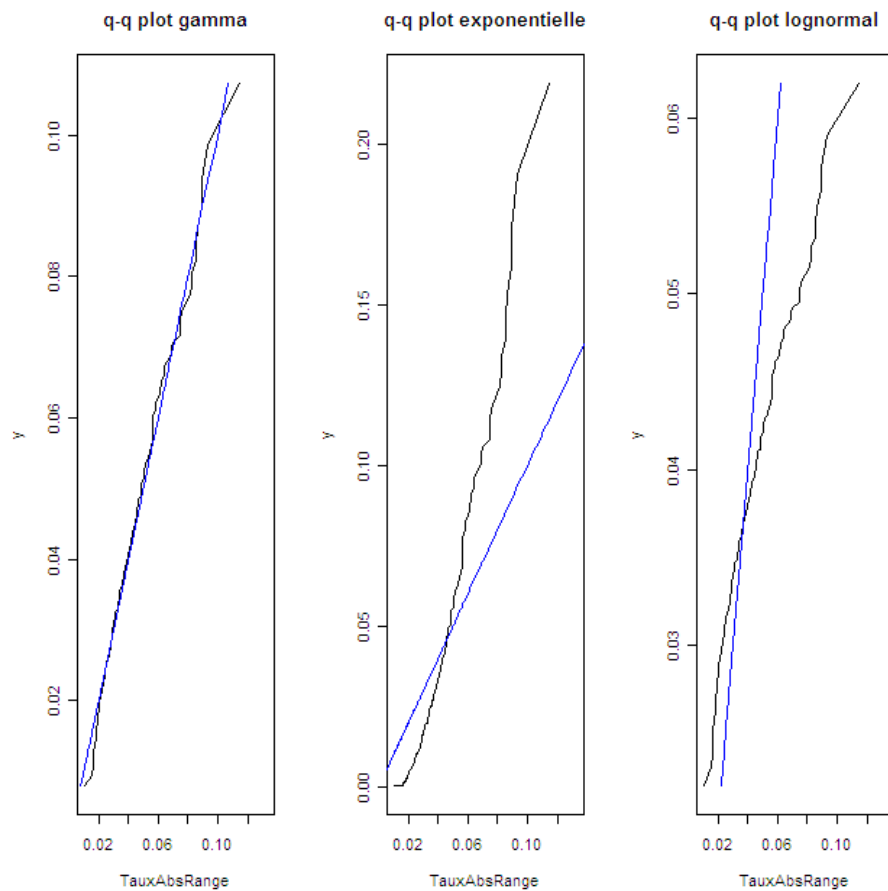 q-q plot gamma
y
0.02
0.04
0.06
0.08
0.10
0.02 0.06 0.10
TauxAbsRange
q-q plot exponentielle
y
0.00
0.05
0.10
0.15
0.20
0.02 0.06 0.10
TauxAbsRange
q-q plot lognormal
y
0.03
0.04
0.05
0.06
0.02 0.06 0.10
TauxAbsRange